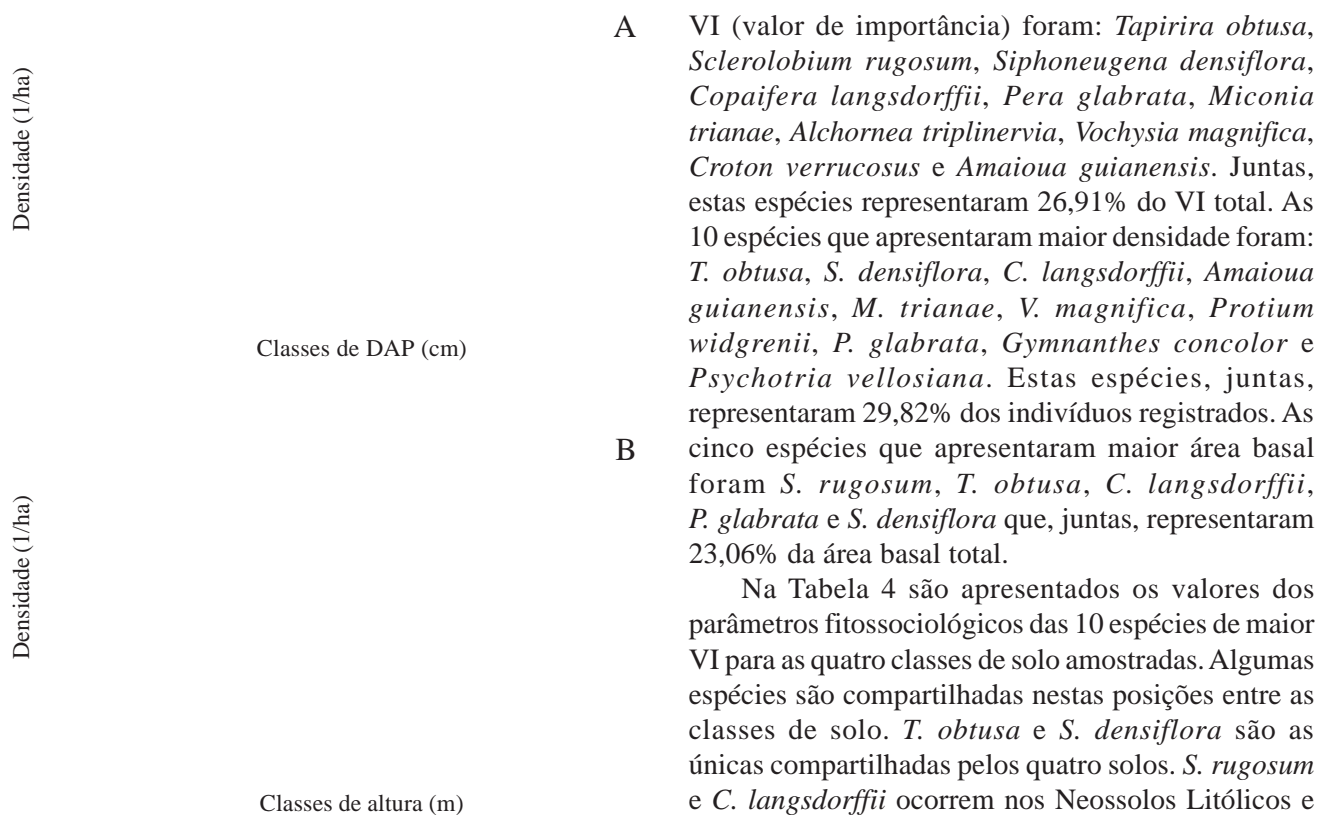 A
Densidade (1/ha)
Classes de DAP (cm)
B
Densidade (1/ha)
Classes de altura (m)
VI (valor de importância) foram: Tapirira obtusa,
Sclerolobium rugosum, Siphoneugena densiflora,
Copaifera langsdorffii, Pera glabrata, Miconia
trianae, Alchornea triplinervia, Vochysia magnifica,
Croton verrucosus e Amaioua guianensis. Juntas,
estas espécies representaram 26,91% do VI total. As
10 espécies que apresentaram maior densidade foram:
T. obtusa, S. densiflora, C. langsdorffii, Amaioua
guianensis, M. trianae, V. magnifica, Protium
widgrenii, P. glabrata, Gymnanthes concolor e
Psychotria vellosiana. Estas espécies, juntas,
representaram 29,82% dos indivíduos registrados. As
cinco espécies que apresentaram maior área basal
foram S. rugosum, T. obtusa, C. langsdorffii,
P. glabrata e S. densiflora que, juntas, representaram
23,06% da área basal total.
Na Tabela 4 são apresentados os valores dos
parâmetros fitossociológicos das 10 espécies de maior
VI para as quatro classes de solo amostradas. Algumas
espécies são compartilhadas nestas posições entre as
classes de solo. T. obtusa e S. densiflora são as
únicas compartilhadas pelos quatro solos. S. rugosum
e C. langsdorffii ocorrem nos Neossolos Litólicos e